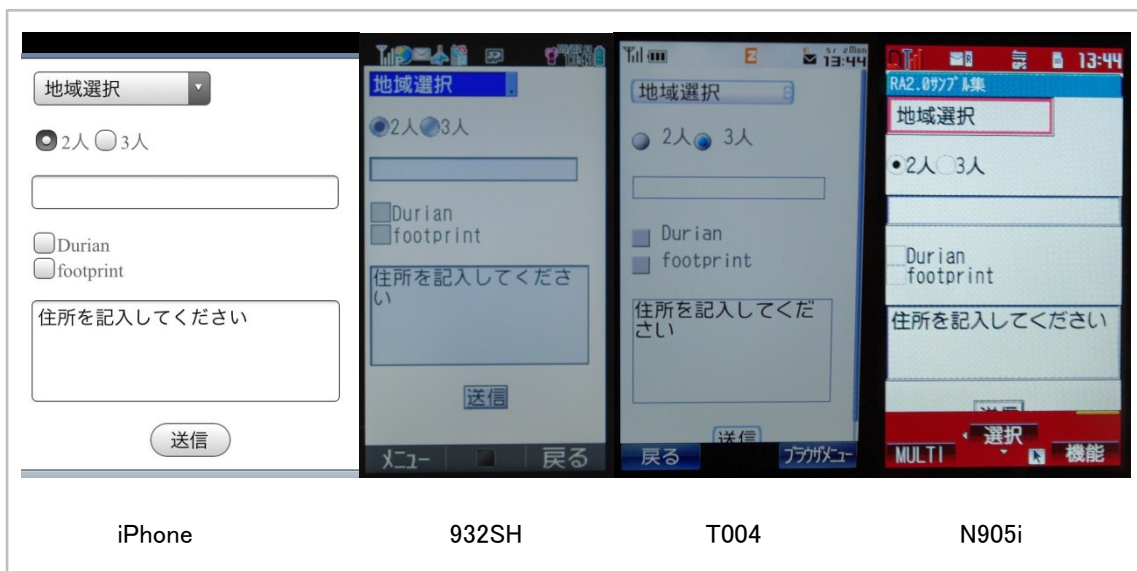 地域選択
2人 3人
Durian
footprint
住所を記入してください
送信
iPhone
地域選択
2人 3人
Durian
footprint
住所を記入してくださ
い
送信
メニュー 戻る
932SH
5/ 2Mon
13:44
地域選択
2人 3人
Durian
footprint
住所を記入してくだ
さい
送信
戻る ブラウザメニュー
T004
13:44
RA2.0サンプル集
地域選択
2人 3人
Durian
footprint
住所を記入してください
選択
MULTI 機能
N905i